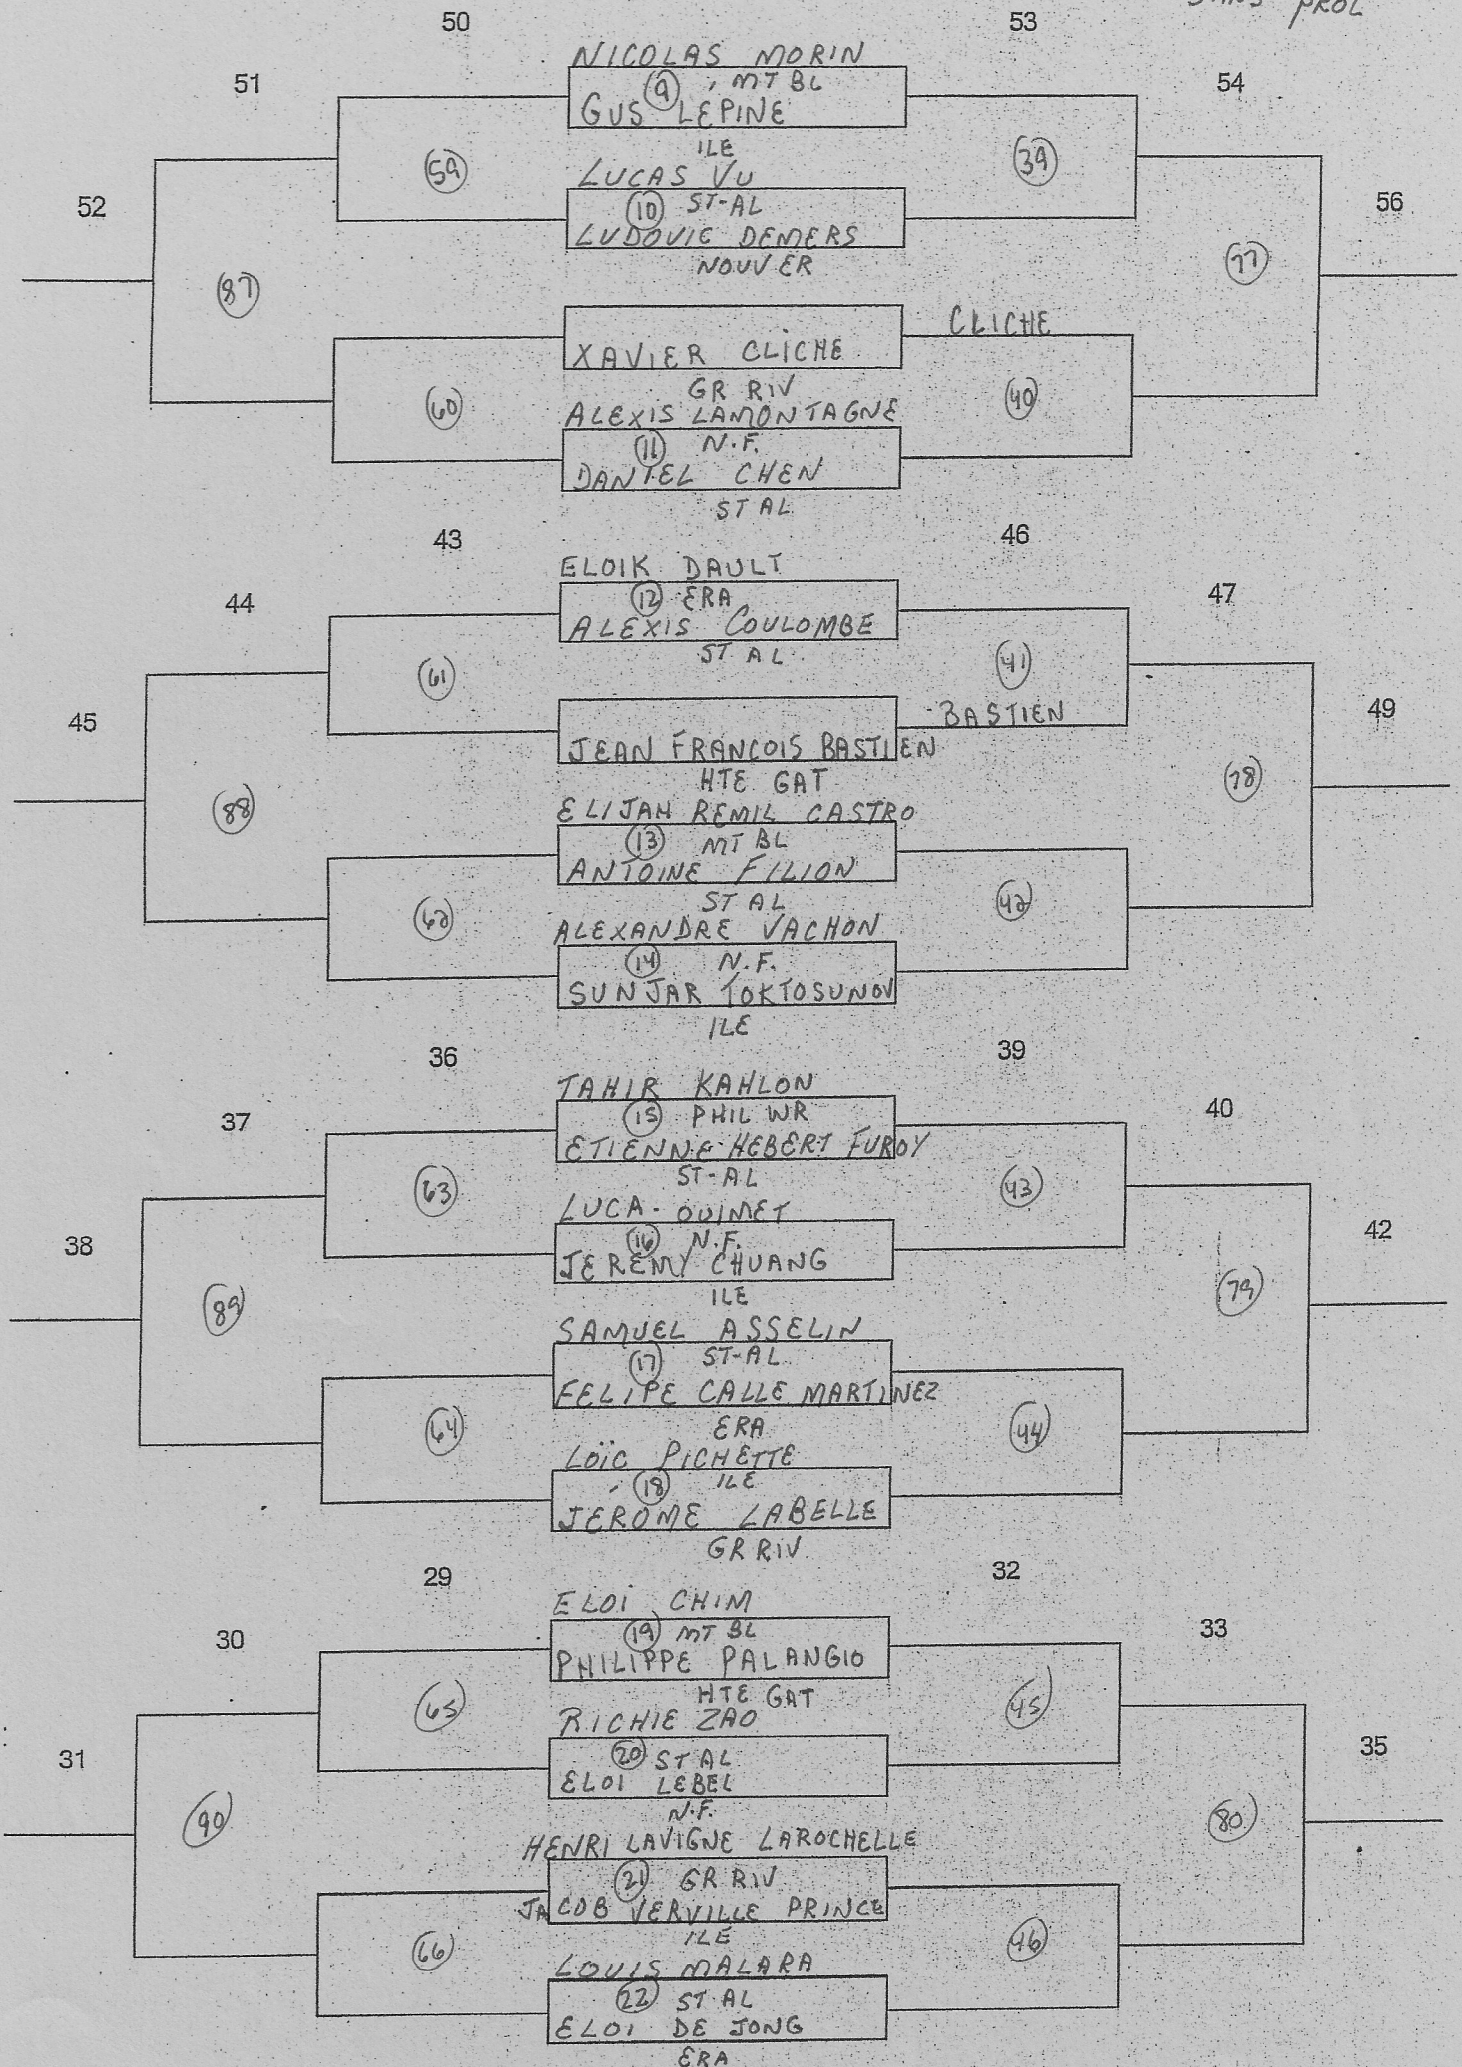 SANS PROL
50
53
NICOLAS MORIN
51
54
9 MT BL
GUS LEPINE
ILE
59
39
LUCAS VU
52
56
10 ST-AL
LUDOVIC DEMERS
NOUVER
77
87
CLICHE
XAVIER CLICHE
GR RIV
60
40
ALEXIS LAMONTAGNE
11 N.F.
DANIEL CHEN
ST AL
43
46
ELOIK DAULT
44
47
12 ERA
ALEXIS COULOMBE
ST AL
61
41
45
49
BASTIEN
JEAN FRANCOIS BASTIEN
HTE GAT
78
88
ELIJAH REMIL CASTRO
13 MT BL
ANTOINE FILION
ST AL
62
42
ALEXANDRE VACHON
14 N.F.
SUNJAR TOKTOSUNOV
ILE
36
39
TAHIR KAHLON
37
40
15 PHIL WR
ETIENNE HEBERT FUROY
ST-AL
63
43
LUCA OUIMET
38
42
16 N.F.
JEREMY CHUANG
ILE
89
79
SAMUEL ASSELIN
17 ST-AL
FELIPE CALLE MARTINEZ
ERA
64
44
LOÏC PICHETTE
18 ILE
JÉROME LABELLE
GR RIV
29
32
ELOI CHIM
30
33
19 MT BL
PHILIPPE PALANGIO
HTE GAT
65
45
RICHIE ZAO
31
35
20 ST AL
ELOI LEBEL
N.F.
90
80
HENRI LAVIGNE LAROCHELLE
21 GR RIV
JACOB VERVILLE PRINCE
ILE
66
46
LOUIS MALARA
22 ST AL
ELOI DE JONG
ERA